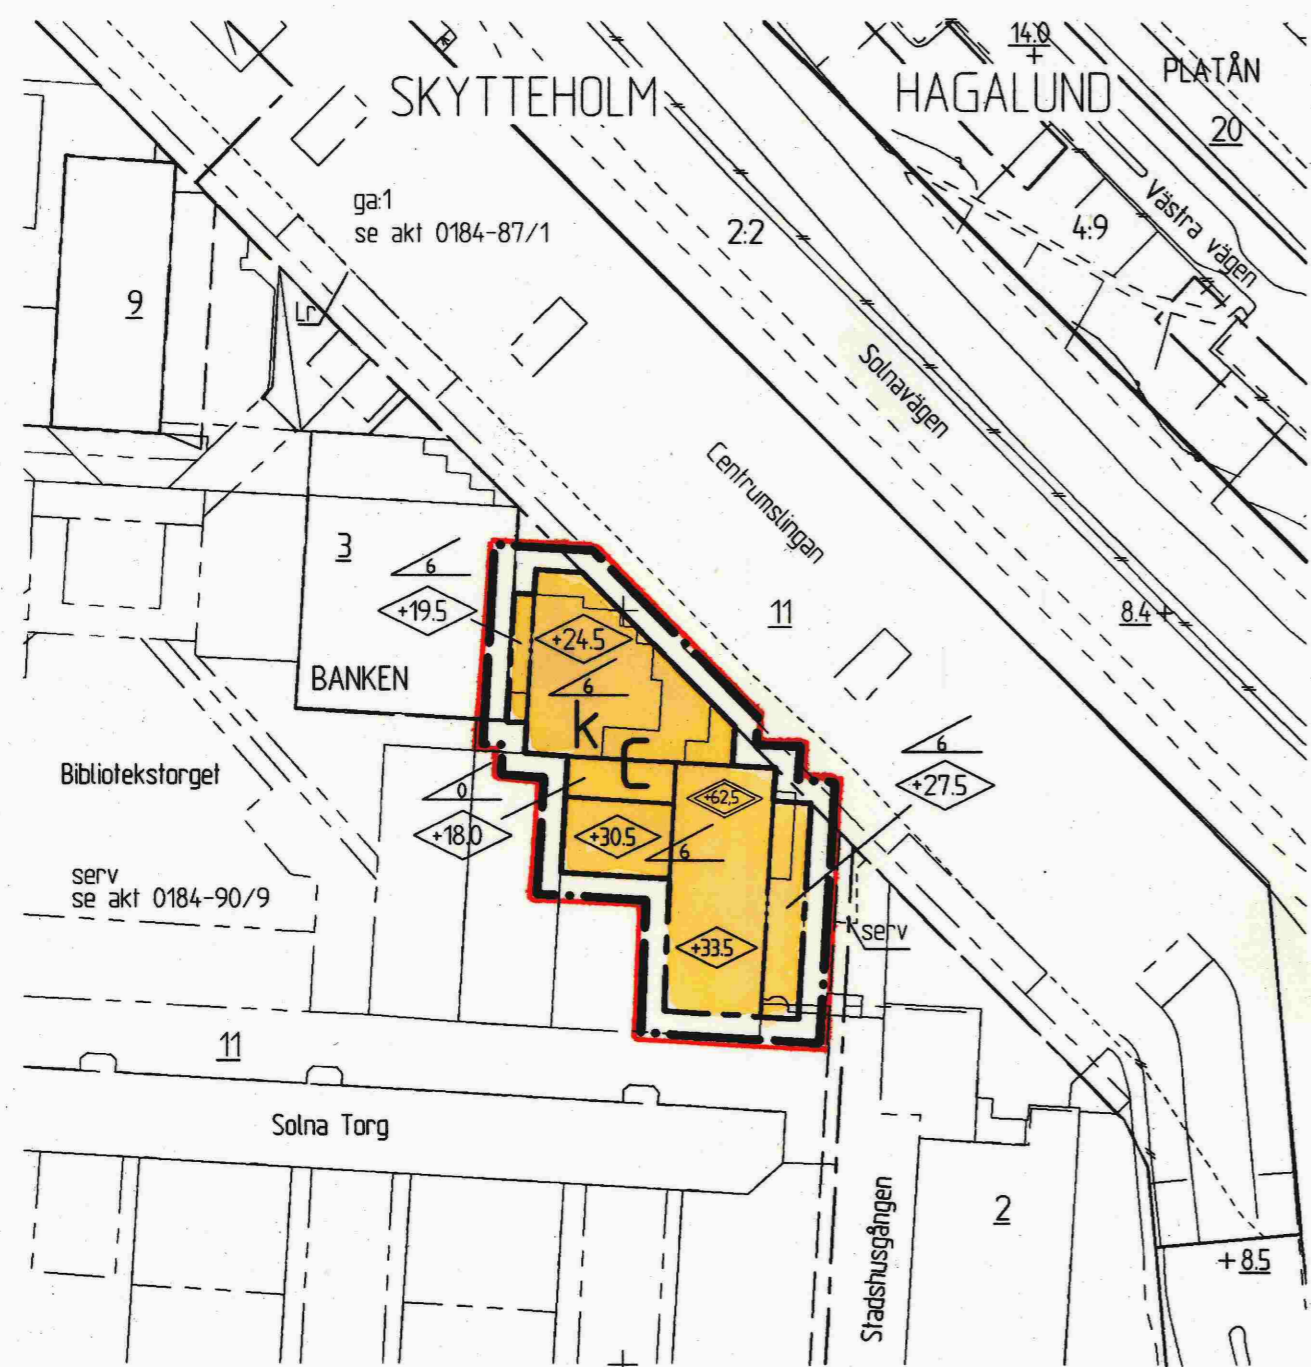 SKYTTEHOLM
HAGALUND
14.0
PLATÅN
20
ga:1
se akt 0184-87/1
2:2
4:9
Västra vägen
9
Lr
Solnavägen
Centrumslingan
3
6
+19.5
+24.5
6
11
8.4
BANKEN
k
C
6
+27.5
Bibliotekstorget
0
+18.0
+62,5
+30.5
6
serv
se akt 0184-90/9
+33.5
serv
11
Solna Torg
Stadshusgången
2
+8.5